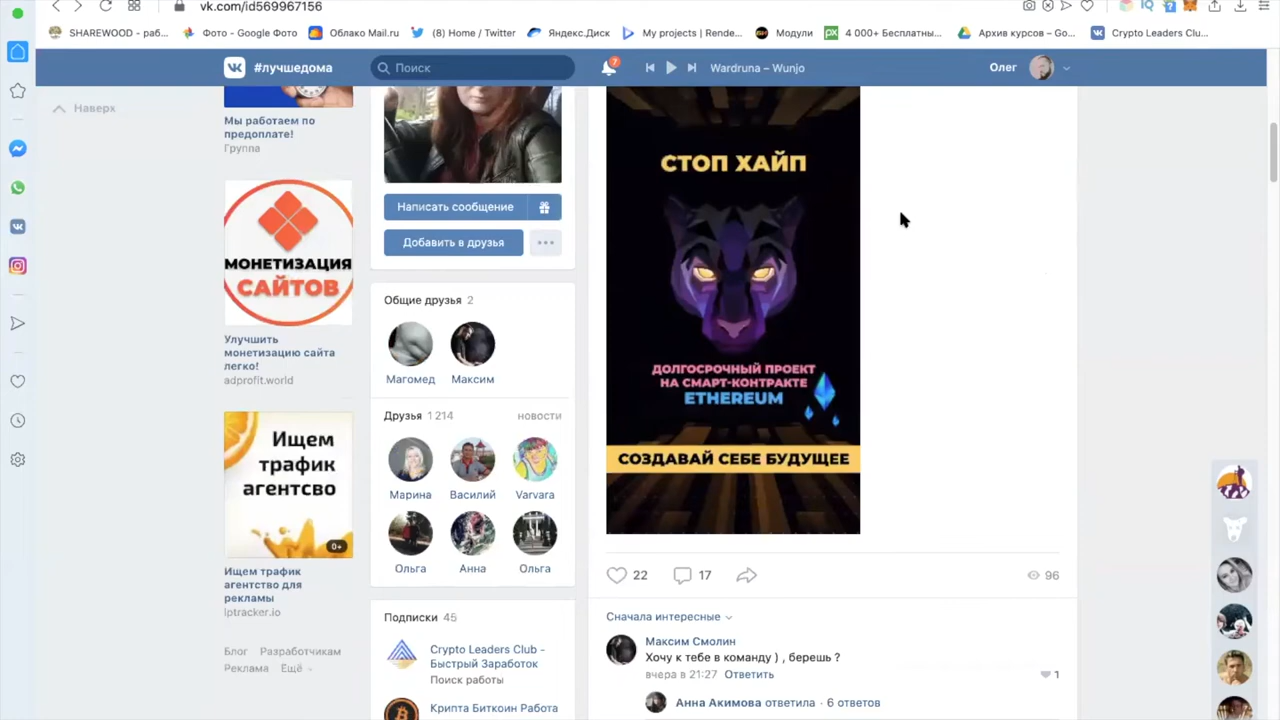 vk.com/id569967156
SHAREWOOD - раб...
Фото - Google Фото
Облако Mail.ru
(8) Home / Twitter
Яндекс.Диск
My projects | Rende...
Модули
4 000+ Бесплатны...
Архив курсов – Go...
Crypto Leaders Clu...
#лучшедома
Поиск
7
Wardruna – Wunjo
Олег
Наверх
Мы работаем по
предоплате!
Группа
МОНЕТИЗАЦИЯ
САЙТОВ
Улучшить
монетизацию сайта
легко!
adprofit.world
Ищем
трафик
агентсво
0+
Ищем трафик
агентство для
рекламы
lptracker.io
Блог Разработчикам
Реклама Ещё
Написать сообщение
Добавить в друзья
Общие друзья 2
Магомед Максим
Друзья 1 214 новости
Марина Василий Varvara
Ольга Анна Ольга
Подписки 45
Crypto Leaders Club -
Быстрый Заработок
Поиск работы
Крипта Биткоин Работа
СТОП ХАЙП
ДОЛГОСРОЧНЫЙ ПРОЕКТ
НА СМАРТ-КОНТРАКТЕ
ETHEREUM
СОЗДАВАЙ СЕБЕ БУДУЩЕЕ
22 17 96
Сначала интересные
Максим Смолин
Хочу к тебе в команду ) , берешь ?
вчера в 21:27 Ответить 1
Анна Акимова ответила · 6 ответов